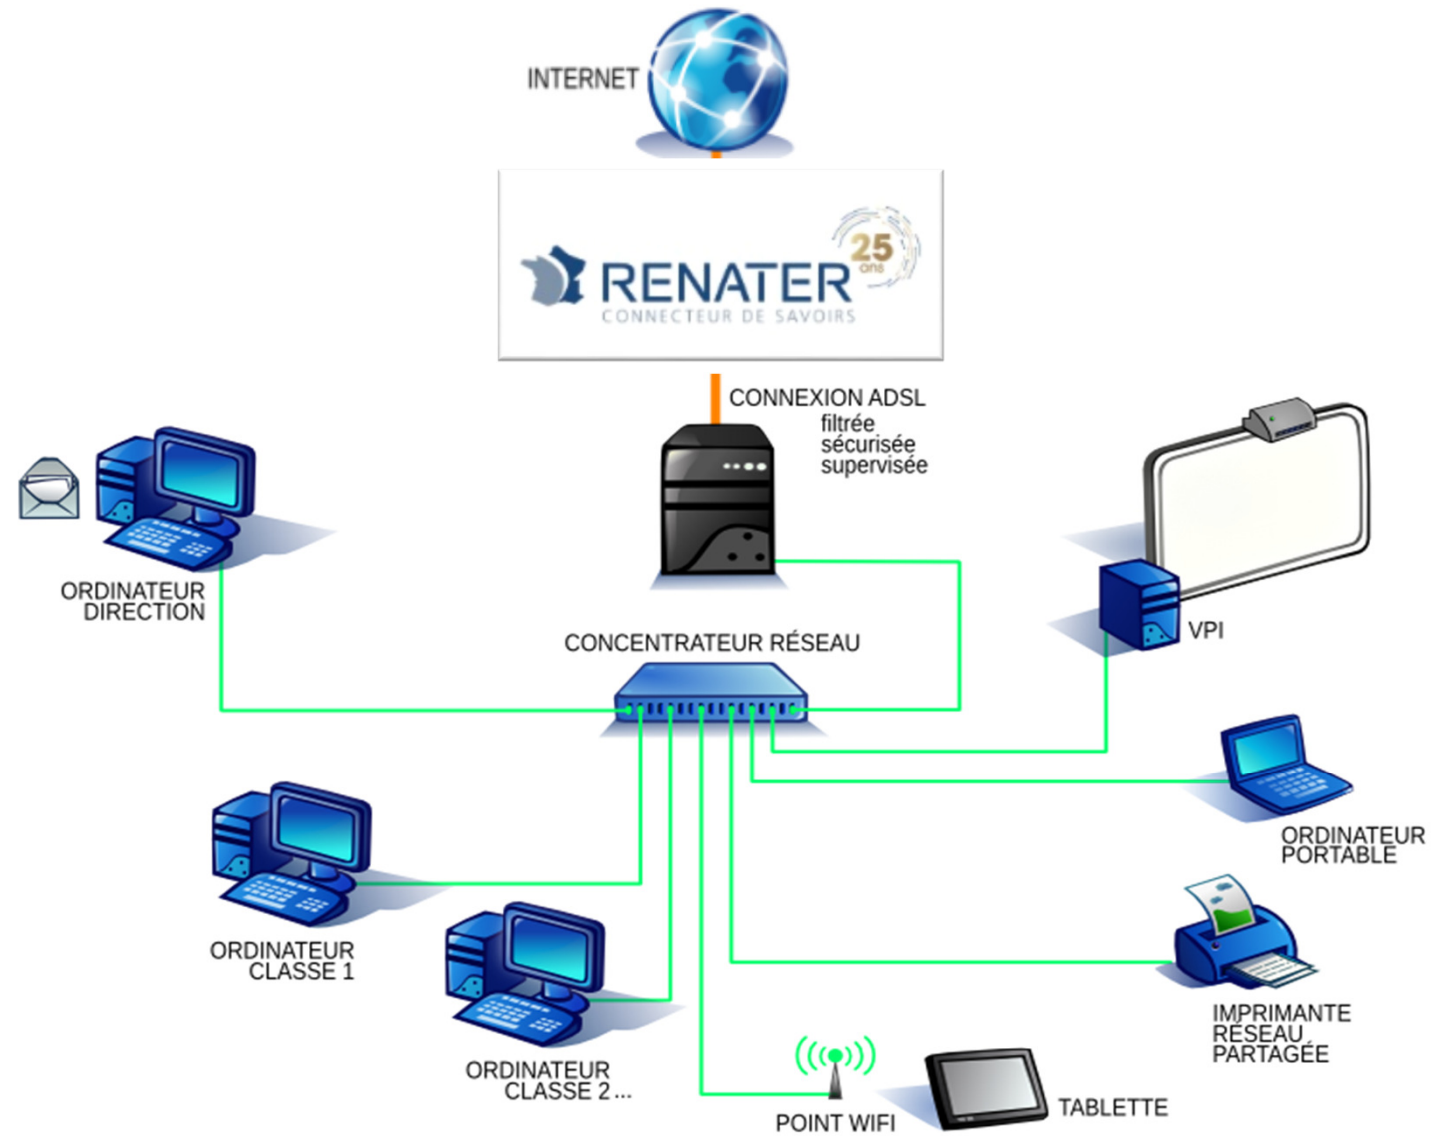 INTERNET
25
ans
RENATER
CONNECTEUR DE SAVOIRS
CONNEXION ADSL
filtrée
sécurisée
supervisée
ORDINATEUR
DIRECTION
CONCENTRATEUR RÉSEAU
VPI
ORDINATEUR
PORTABLE
ORDINATEUR
CLASSE 1
IMPRIMANTE
RÉSEAU
PARTAGÉE
ORDINATEUR
CLASSE 2 ...
POINT WIFI
TABLETTE